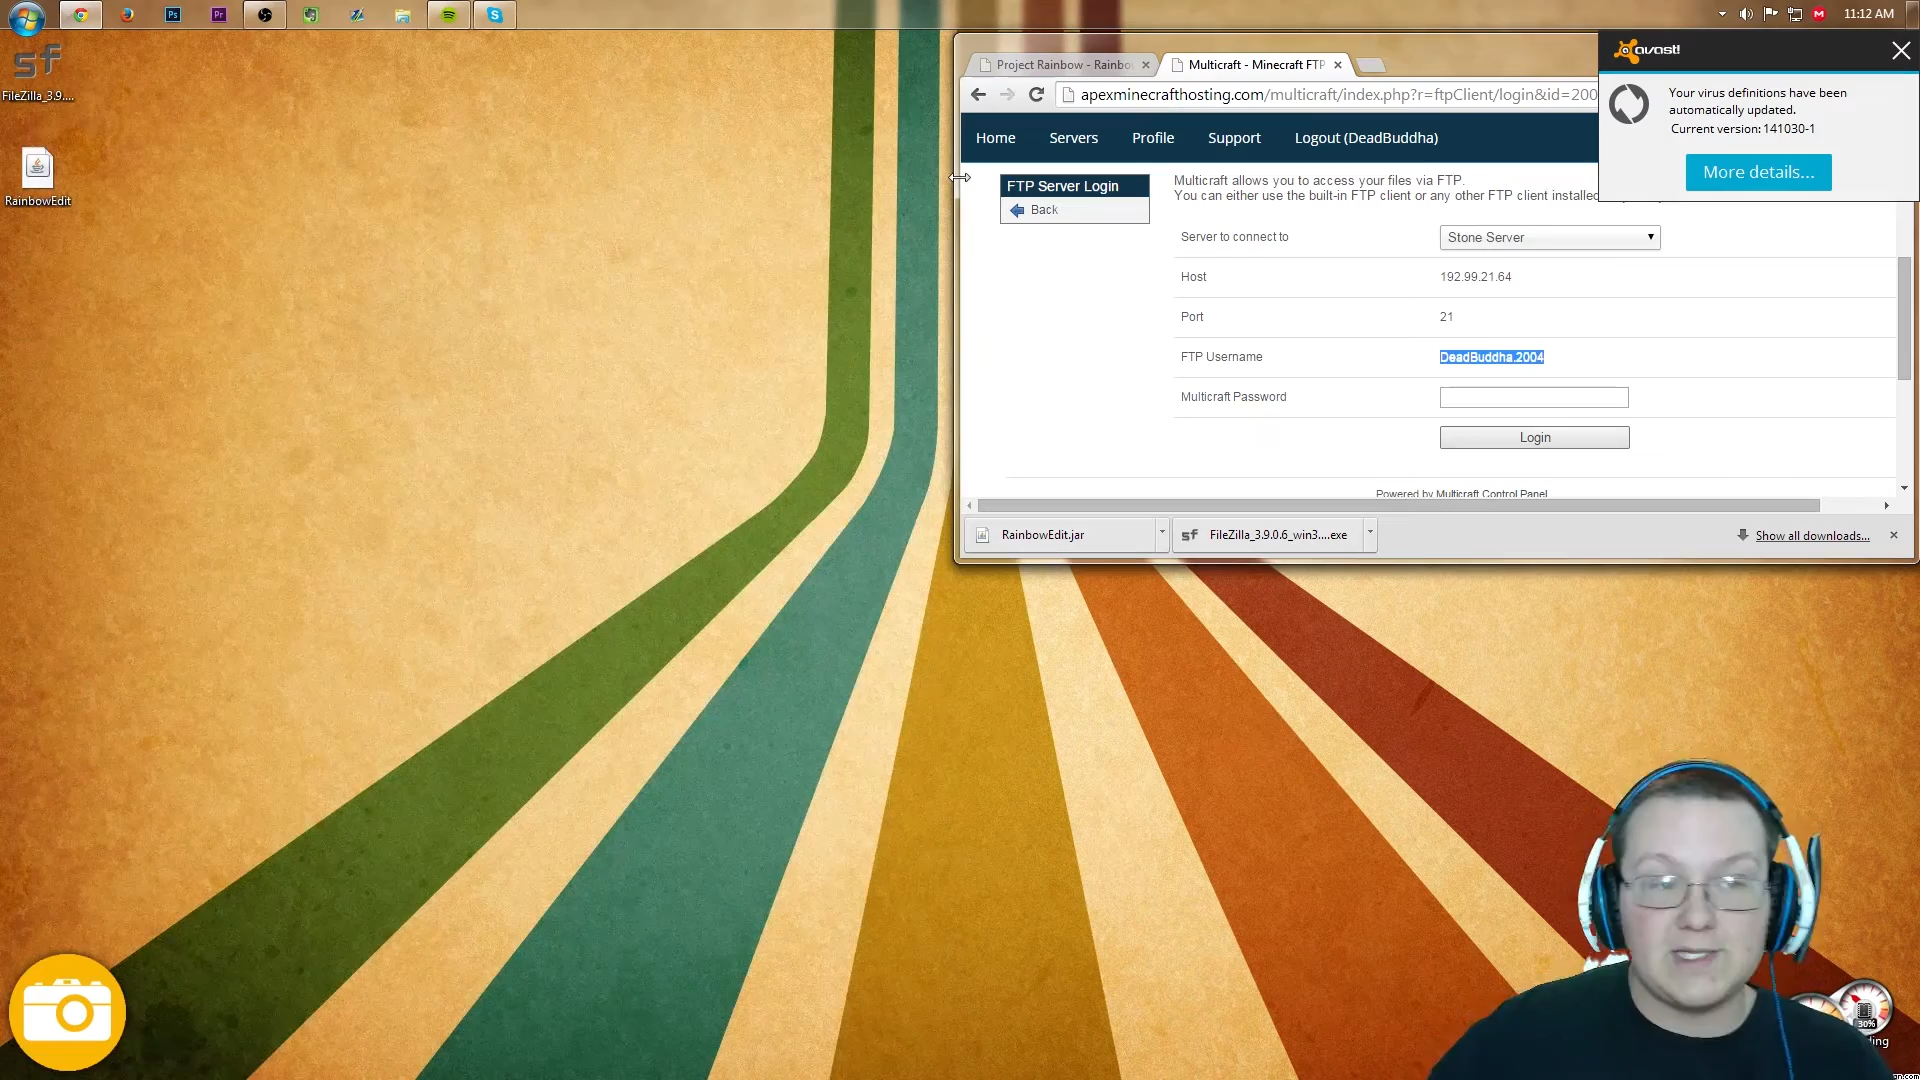 11:12 AM
sf
FileZilla_3.9....
RainbowEdit
Project Rainbow - Rainbo
Multicraft - Minecraft FTP
apexminecrafthosting.com/multicraft/index.php?r=ftpClient/login&id=200
Home
Servers
Profile
Support
Logout (DeadBuddha)
avast!
Your virus definitions have been
automatically updated.
Current version: 141030-1
More details...
FTP Server Login
Back
Multicraft allows you to access your files via FTP.
You can either use the built-in FTP client or any other FTP client installed
Server to connect to
Stone Server
Host
192.99.21.64
Port
21
FTP Username
DeadBuddha.2004
Multicraft Password
Login
Powered by Multicraft Control Panel
RainbowEdit.jar
sf
FileZilla_3.9.0.6_win3....exe
Show all downloads...
30%